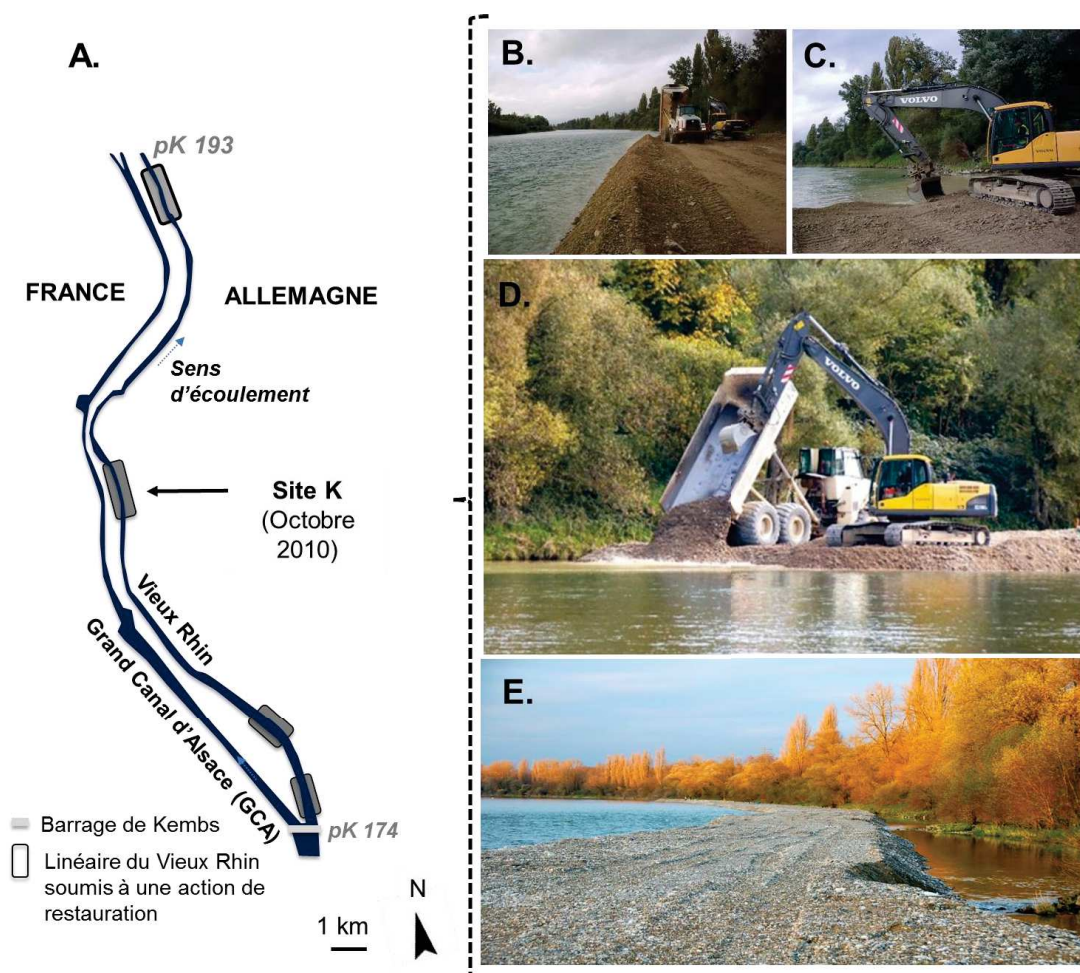 A.
pK 193
FRANCE
ALLEMAGNE
Sens
d'écoulement
Site K
(Octobre
2010)
Vieux Rhin
Grand Canal d'Alsace (GCA)
pK 174
Barrage de Kembs
Linéaire du Vieux Rhin
soumis à une action de
restauration
1 km
N
B.
C.
VOLVO
D.
VOLVO
E.